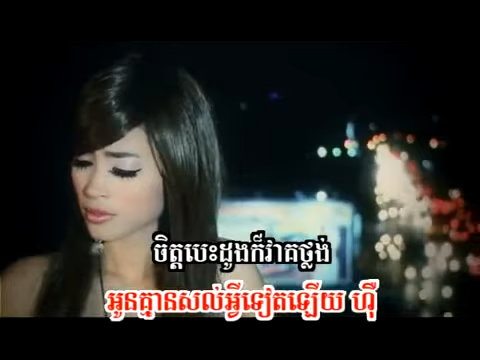 ចិត្តបេះដូងក៏វាគថ្លង់
អូនគ្មានសល់អ្វីទៀតឡើយ ហ៊ឺ